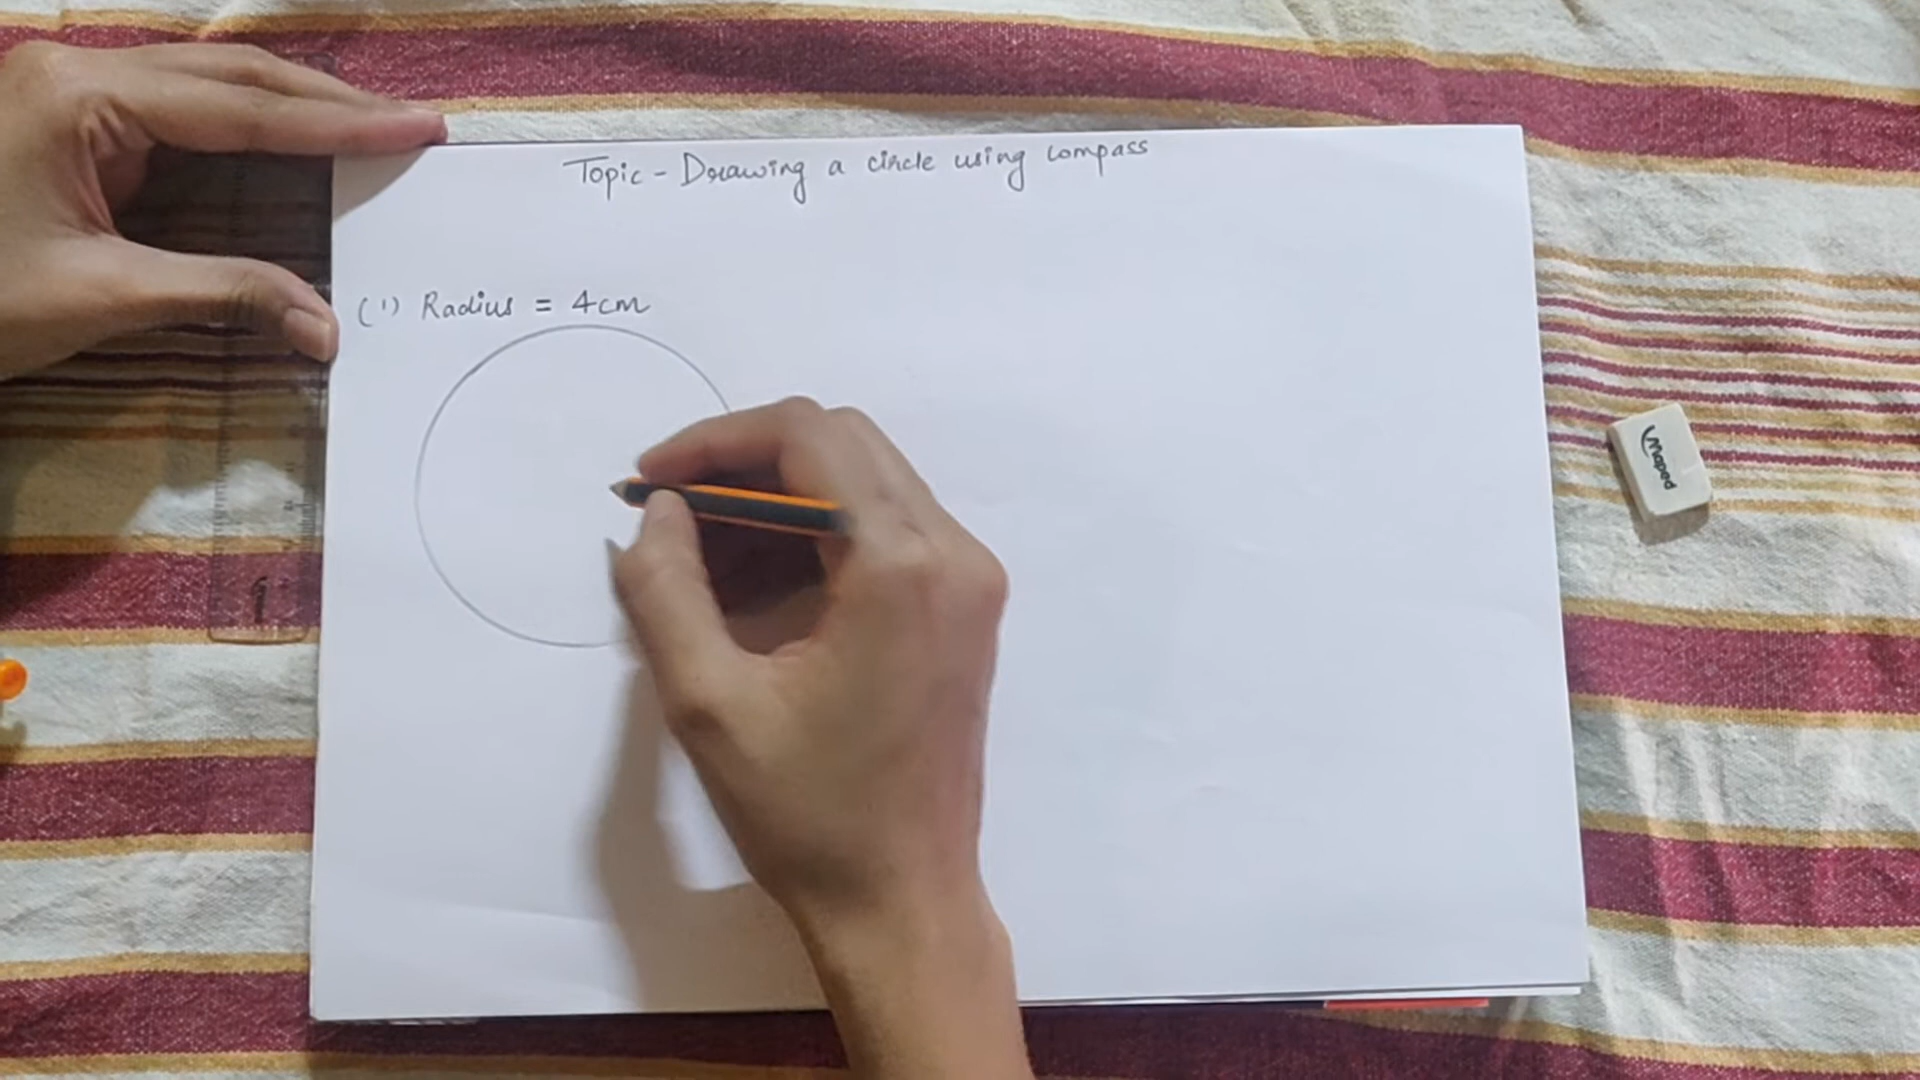 Topic - Drawing a circle using compass
(1) Radius = 4cm
Maped